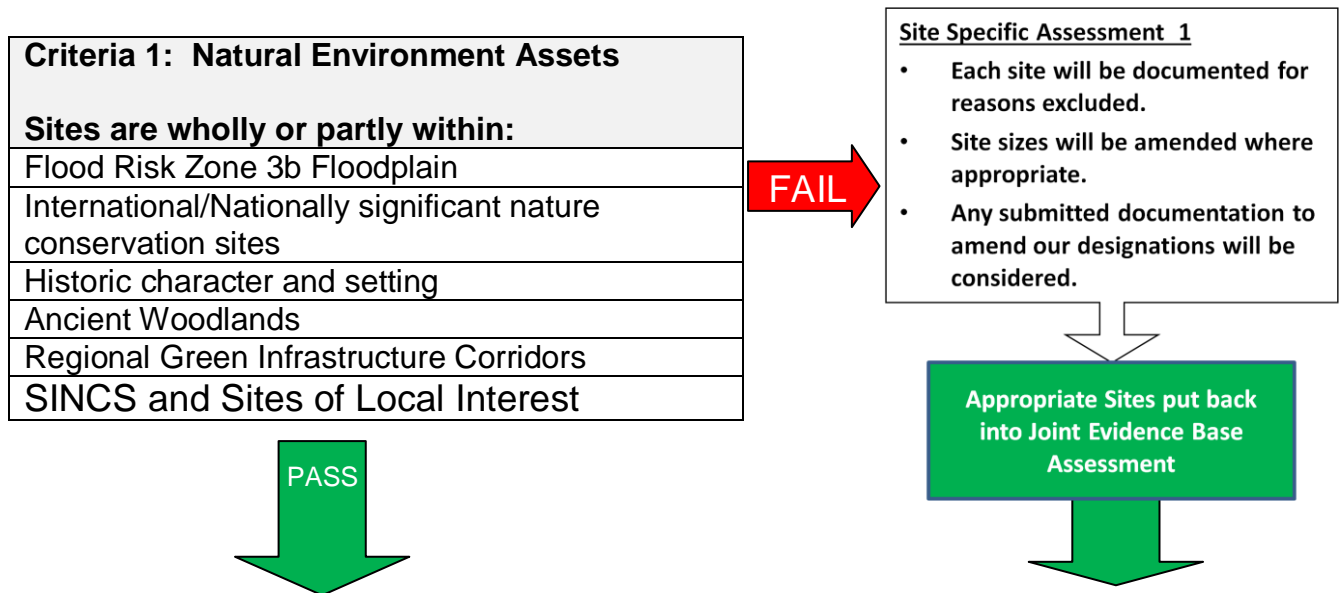 Criteria 1: Natural Environment Assets
Sites are wholly or partly within:
Flood Risk Zone 3b Floodplain
International/Nationally significant nature
conservation sites
Historic character and setting
Ancient Woodlands
Regional Green Infrastructure Corridors
SINCS and Sites of Local Interest
FAIL
Site Specific Assessment 1
• Each site will be documented for
reasons excluded.
• Site sizes will be amended where
appropriate.
• Any submitted documentation to
amend our designations will be
considered.
Appropriate Sites put back
into Joint Evidence Base
Assessment
PASS